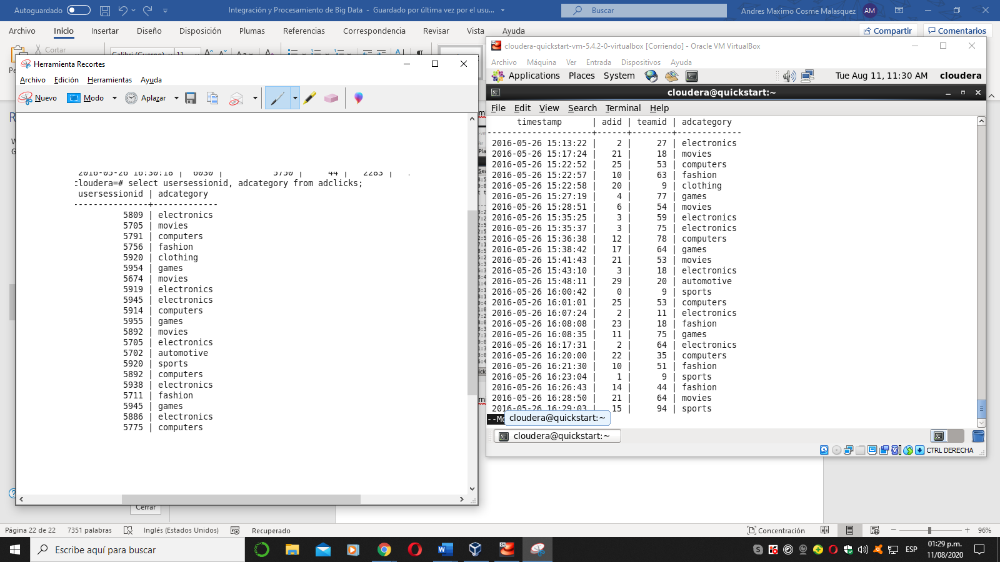 Autoguardado
Integración y Procesamiento de Big Data - Guardado por última vez por el usu...
Buscar
Andres Maximo Cosme Malasquez
AM
Archivo Inicio Insertar Diseño Disposición Plumas Referencias Correspondencia Revisar Vista Ayuda
Compartir
Comentarios
Cortar
Herramienta Recortes
Archivo Edición Herramientas Ayuda
Nuevo Modo Aplazar
2016-05-26 16:30:18 | 6030 | 5750 | 44 | 2283 |
cloudera=# select usersessionid, adcategory from adclicks;
usersessionid | adcategory
---------------+-------------
5809 | electronics
5705 | movies
5791 | computers
5756 | fashion
5920 | clothing
5954 | games
5674 | movies
5919 | electronics
5945 | electronics
5914 | computers
5955 | games
5892 | movies
5705 | electronics
5702 | automotive
5920 | sports
5892 | computers
5938 | electronics
5711 | fashion
5945 | games
5886 | electronics
5775 | computers
Cerrar
cloudera-quickstart-vm-5.4.2-0-virtualbox [Corriendo] - Oracle VM VirtualBox
Archivo Máquina Ver Entrada Dispositivos Ayuda
Applications Places System
Tue Aug 11, 11:30 AM cloudera
cloudera@quickstart:~
File Edit View Search Terminal Help
timestamp | adid | teamid | adcategory
---------------------+------+--------+-------------
2016-05-26 15:13:22 | 2 | 27 | electronics
2016-05-26 15:17:24 | 21 | 18 | movies
2016-05-26 15:22:52 | 25 | 53 | computers
2016-05-26 15:22:57 | 10 | 63 | fashion
2016-05-26 15:22:58 | 20 | 9 | clothing
2016-05-26 15:27:19 | 4 | 77 | games
2016-05-26 15:28:51 | 6 | 54 | movies
2016-05-26 15:35:25 | 3 | 59 | electronics
2016-05-26 15:35:37 | 3 | 75 | electronics
2016-05-26 15:36:38 | 12 | 78 | computers
2016-05-26 15:38:42 | 17 | 64 | games
2016-05-26 15:41:43 | 21 | 53 | movies
2016-05-26 15:43:10 | 3 | 18 | electronics
2016-05-26 15:48:11 | 29 | 20 | automotive
2016-05-26 16:00:42 | 0 | 9 | sports
2016-05-26 16:01:01 | 25 | 53 | computers
2016-05-26 16:07:24 | 2 | 11 | electronics
2016-05-26 16:08:08 | 23 | 18 | fashion
2016-05-26 16:08:35 | 11 | 75 | games
2016-05-26 16:17:31 | 2 | 64 | electronics
2016-05-26 16:20:00 | 22 | 35 | computers
2016-05-26 16:21:30 | 10 | 51 | fashion
2016-05-26 16:23:04 | 1 | 9 | sports
2016-05-26 16:26:43 | 14 | 44 | fashion
2016-05-26 16:28:50 | 21 | 64 | movies
2016-05-26 16:29:03 | 15 | 94 | sports
cloudera@quickstart:~
cloudera@quickstart:~
CTRL DERECHA
Página 22 de 22 7351 palabras Inglés (Estados Unidos) Recuperado
Concentración
96%
Escribe aquí para buscar
ESP
01:29 p.m.
11/08/2020